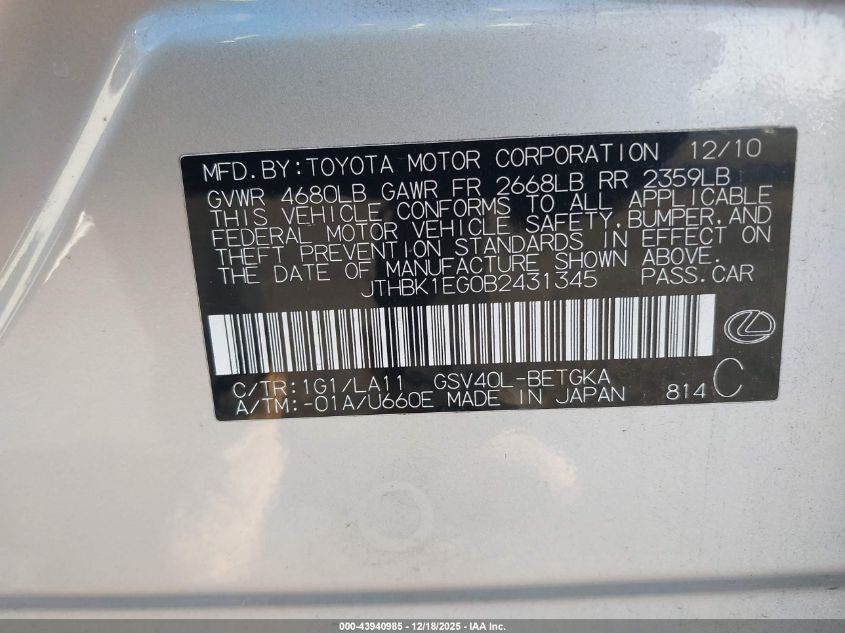 MFD.BY:TOYOTA MOTOR CORPORATION 12/10
GVWR 4680LB GAWR FR 2668LB RR 2359LB
THIS VEHICLE CONFORMS TO ALL APPLICABLE
FEDERAL MOTOR VEHICLE SAFETY,BUMPER,AND
THEFT PREVENTION STANDARDS IN EFFECT ON
THE DATE OF MANUFACTURE SHOWN ABOVE.
JTHBK1EG0B2431345 PASS.CAR
C/TR:1G1/LA11 GSV40L-BETGKA
A/TM:-01A/U660E MADE IN JAPAN 814 C
000-43940985 - 12/18/2025 - IAA Inc.